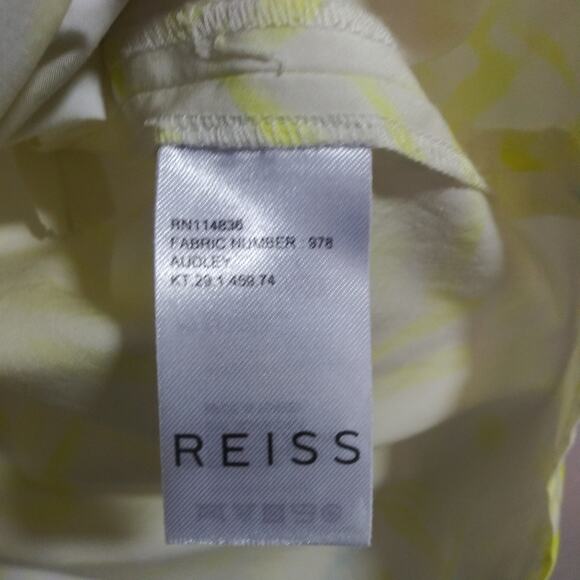 RN114836
FABRIC NUMBER : 978
AUDLEY
KT.29.1.459.74
REISS